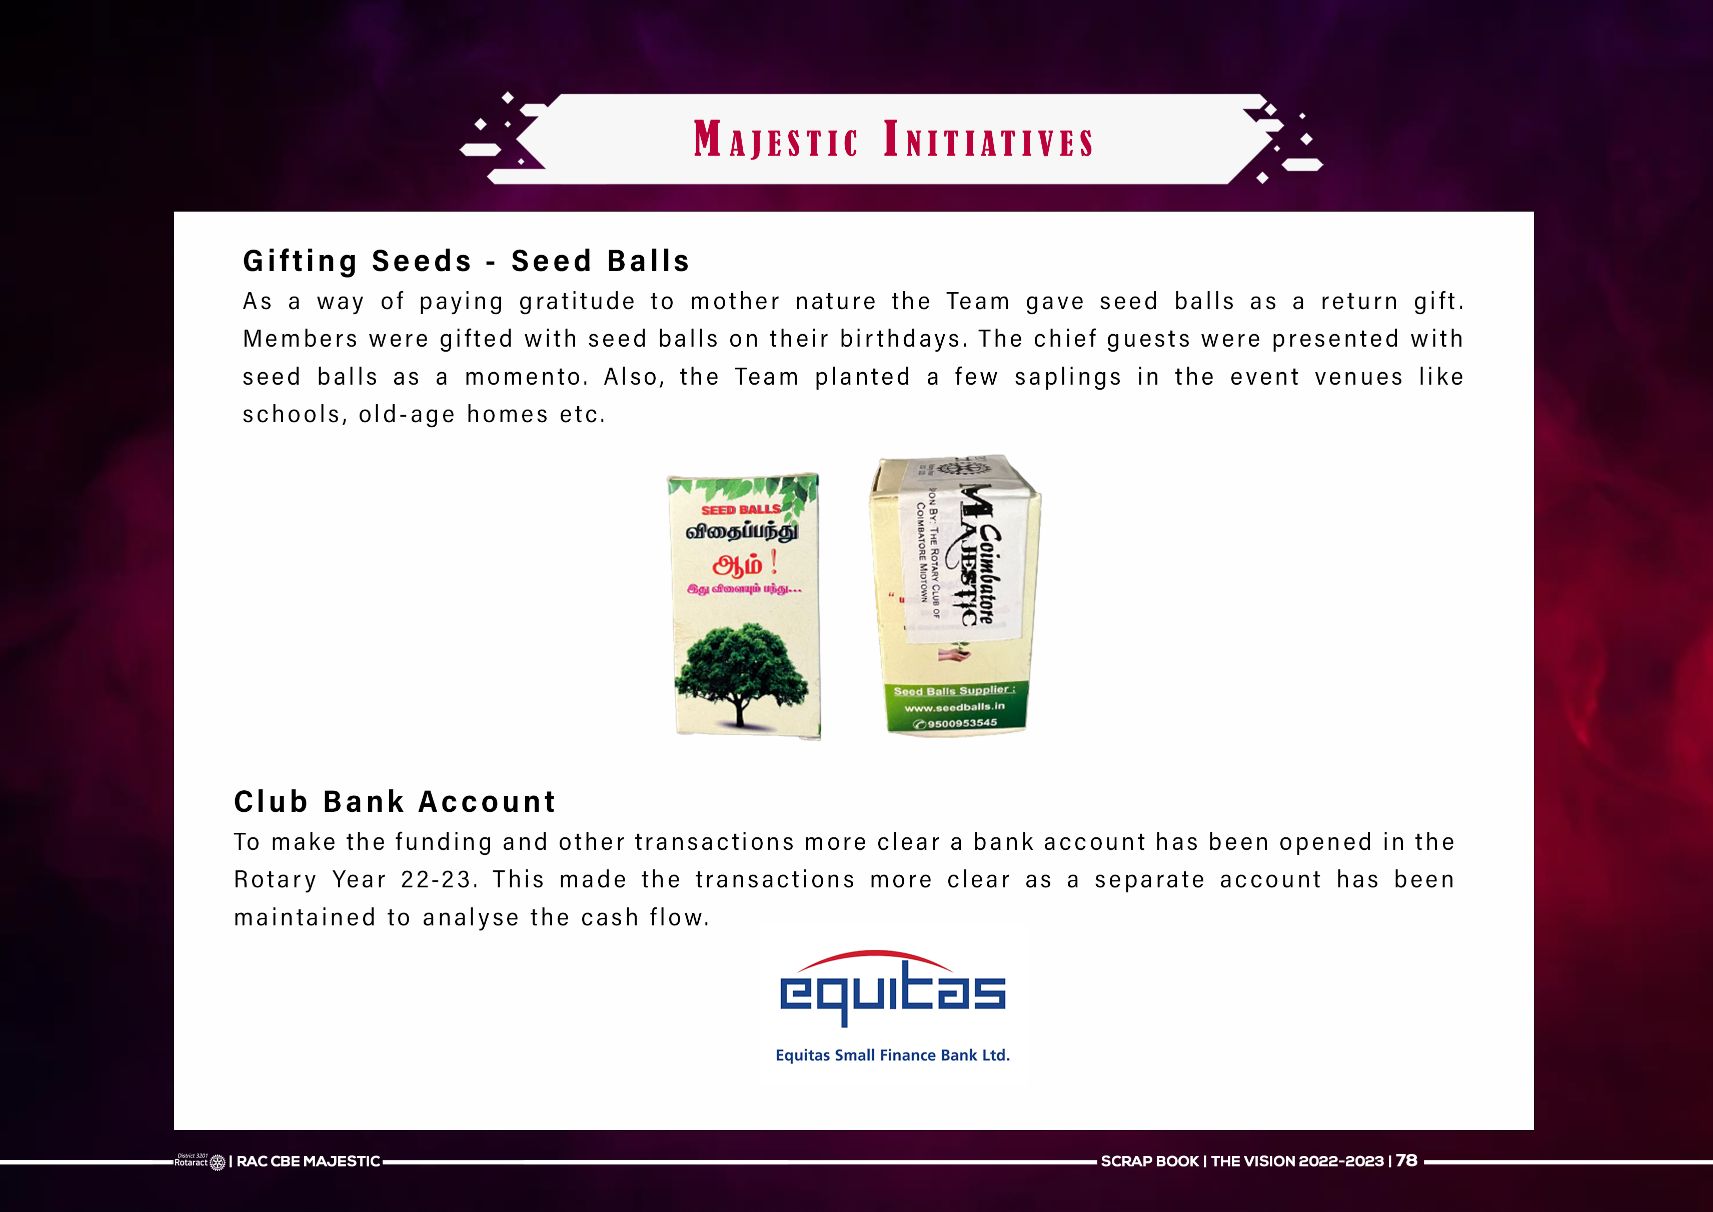 MAJESTIC INITIATIVES
Gifting Seeds - Seed Balls
As a way of paying gratitude to mother nature the Team gave seed balls as a return gift.
Members were gifted with seed balls on their birthdays. The chief guests were presented with
seed balls as a momento. Also, the Team planted a few saplings in the event venues like
schools, old-age homes etc.
SEED BALLS
விதைப்பந்து
ஆம் !
இது விளையும் பந்து...
Coimbatore
MAJESTIC
BY: THE ROTARY CLUB OF
COIMBATORE MIDTOWN
Seed Balls Supplier :
www.seedballs.in
9500953545
Club Bank Account
To make the funding and other transactions more clear a bank account has been opened in the
Rotary Year 22-23. This made the transactions more clear as a separate account has been
maintained to analyse the cash flow.
equitas
Equitas Small Finance Bank Ltd.
District 3201
Rotaract | RAC CBE MAJESTIC
SCRAP BOOK | THE VISION 2022-2023 | 78